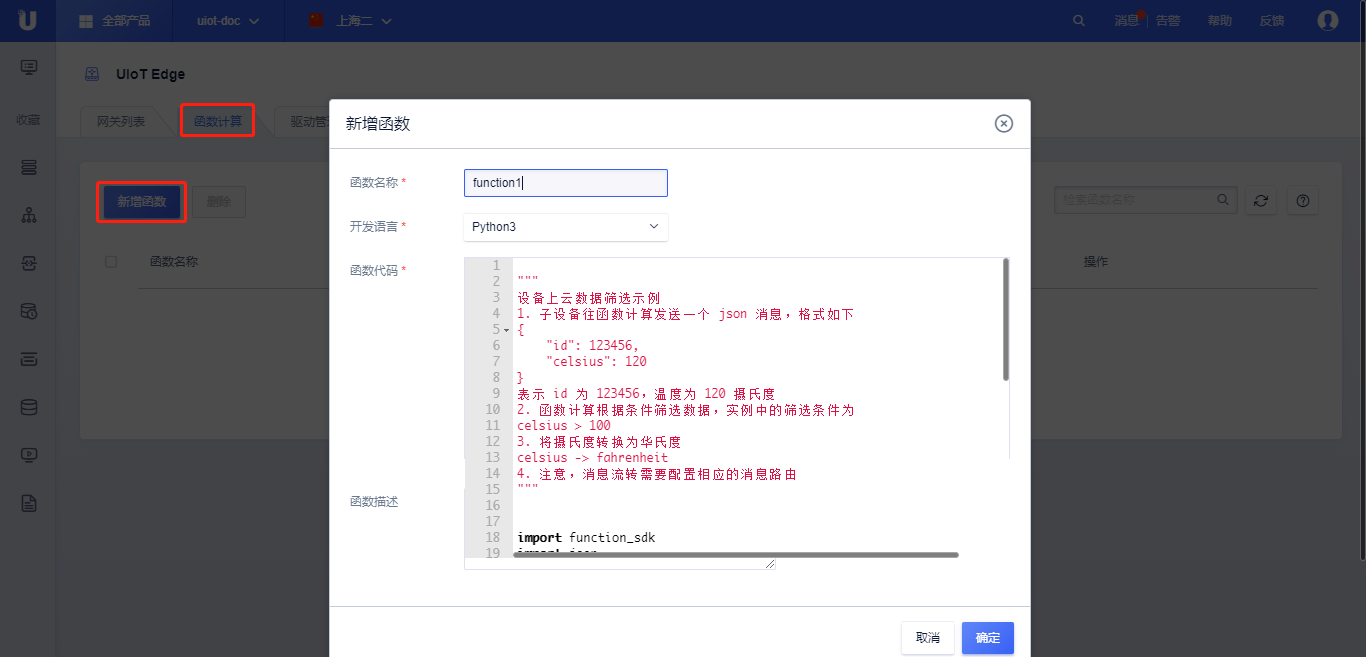 全部产品
uiot-doc
上海二
消息
告警
帮助
反馈
UIoT Edge
收藏
网关列表
函数计算
驱动管
新增函数
删除
检索函数名称
函数名称
操作
新增函数
函数名称 *
function1
开发语言 *
Python3
函数代码 *
1
2 """
3 设备上云数据筛选示例
4 1. 子设备往函数计算发送一个 json 消息，格式如下
5 {
6 "id": 123456,
7 "celsius": 120
8 }
9 表示 id 为 123456，温度为 120 摄氏度
10 2. 函数计算根据条件筛选数据，实例中的筛选条件为
11 celsius > 100
12 3. 将摄氏度转换为华氏度
13 celsius -> fahrenheit
14 4. 注意，消息流转需要配置相应的消息路由
15 """
16
17
18 import function_sdk
19 import json
函数描述
取消
确定